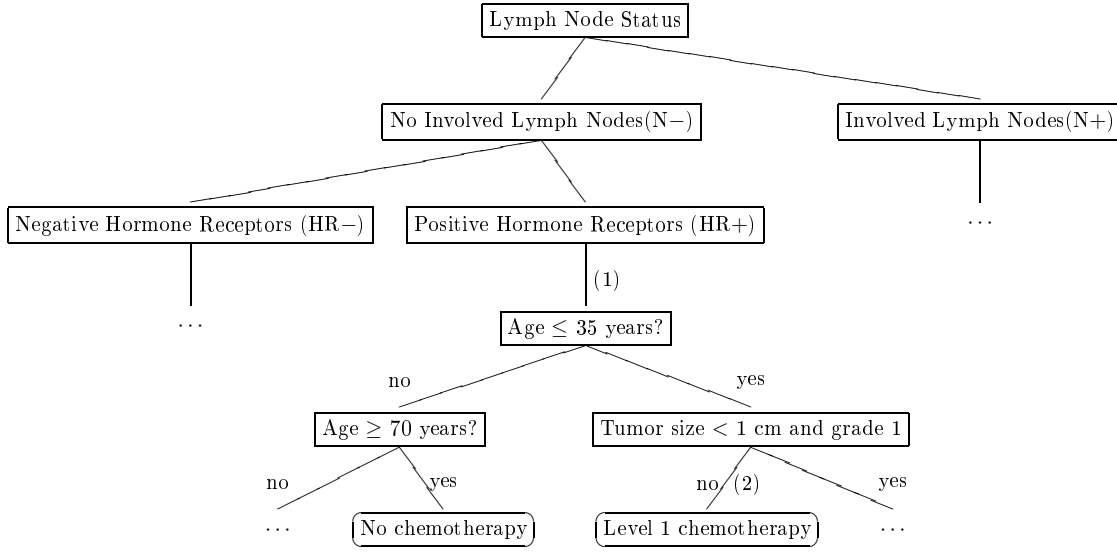 Lymph Node Status
No Involved Lymph Nodes(N−)
Involved Lymph Nodes(N+)
Negative Hormone Receptors (HR−)
Positive Hormone Receptors (HR+)
...
(1)
...
Age ≤ 35 years?
no
yes
Age ≥ 70 years?
Tumor size < 1 cm and grade 1
no
yes
no
(2)
yes
...
No chemotherapy
Level 1 chemotherapy
...